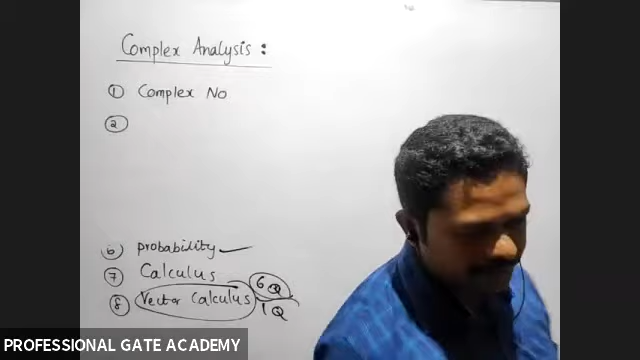 Complex Analysis :
① Complex No
②
⑥ probability ✓
⑦ Calculus
⑧ Vector Calculus 6Q
1Q
PROFESSIONAL GATE ACADEMY